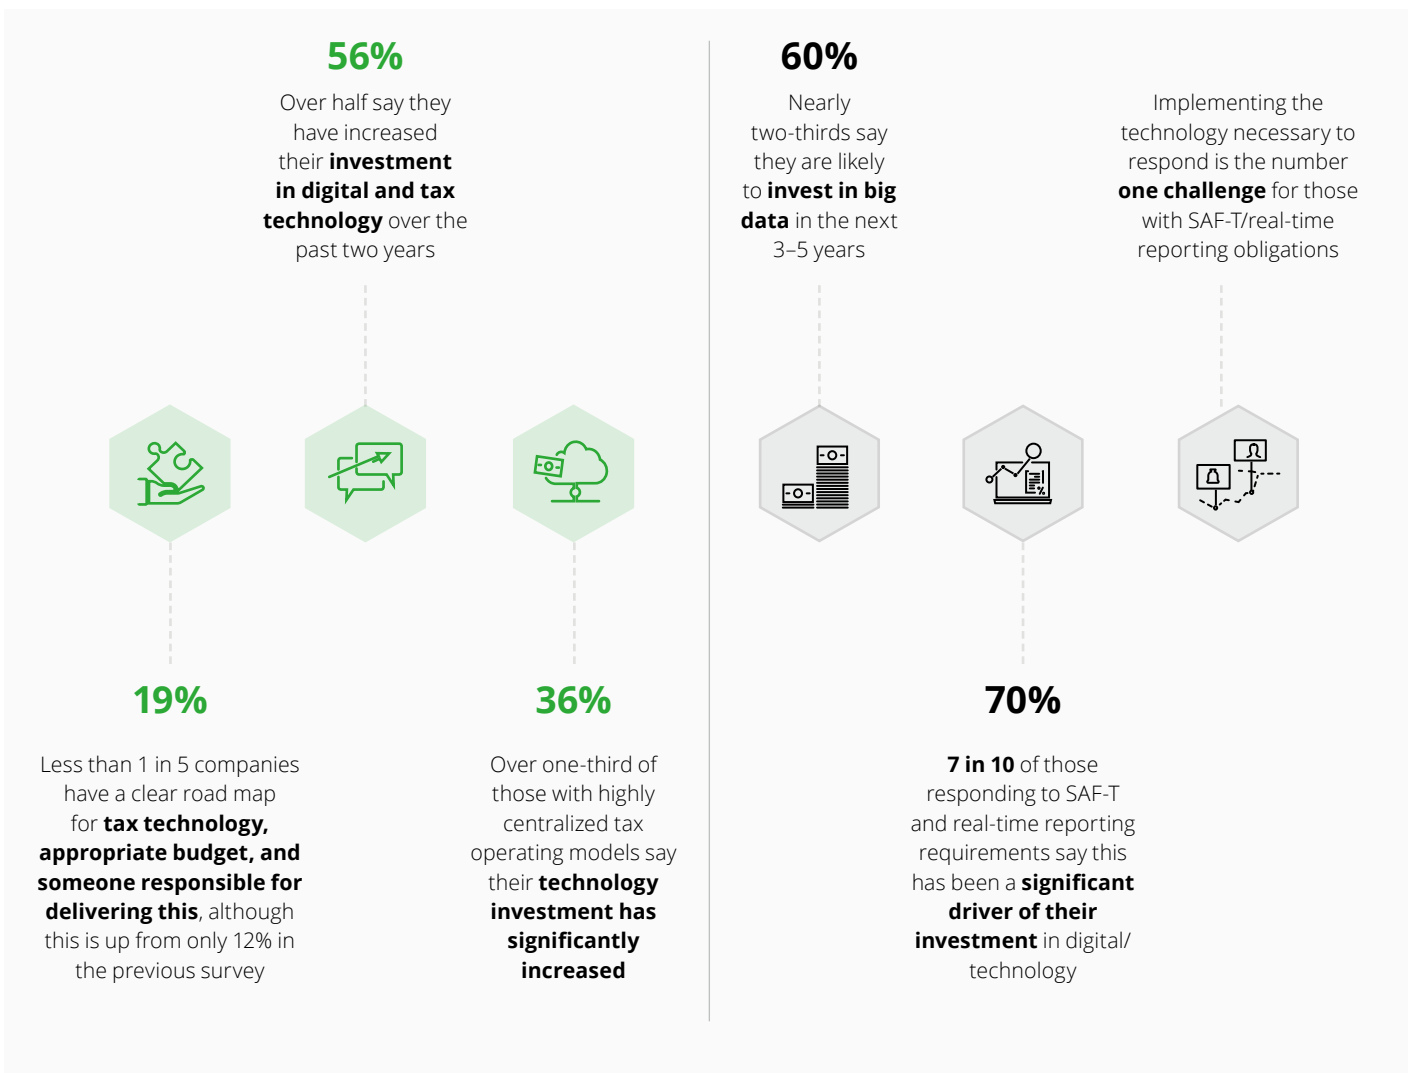 56%
Over half say they
have increased
their investment
in digital and tax
technology over the
past two years
60%
Nearly
two-thirds say
they are likely
to invest in big
data in the next
3–5 years
Implementing the
technology necessary to
respond is the number
one challenge for those
with SAF-T/real-time
reporting obligations
19%
Less than 1 in 5 companies
have a clear road map
for tax technology,
appropriate budget, and
someone responsible for
delivering this, although
this is up from only 12% in
the previous survey
36%
Over one-third of
those with highly
centralized tax
operating models say
their technology
investment has
significantly
increased
70%
7 in 10 of those
responding to SAF-T
and real-time reporting
requirements say this
has been a significant
driver of their
investment in digital/
technology
%